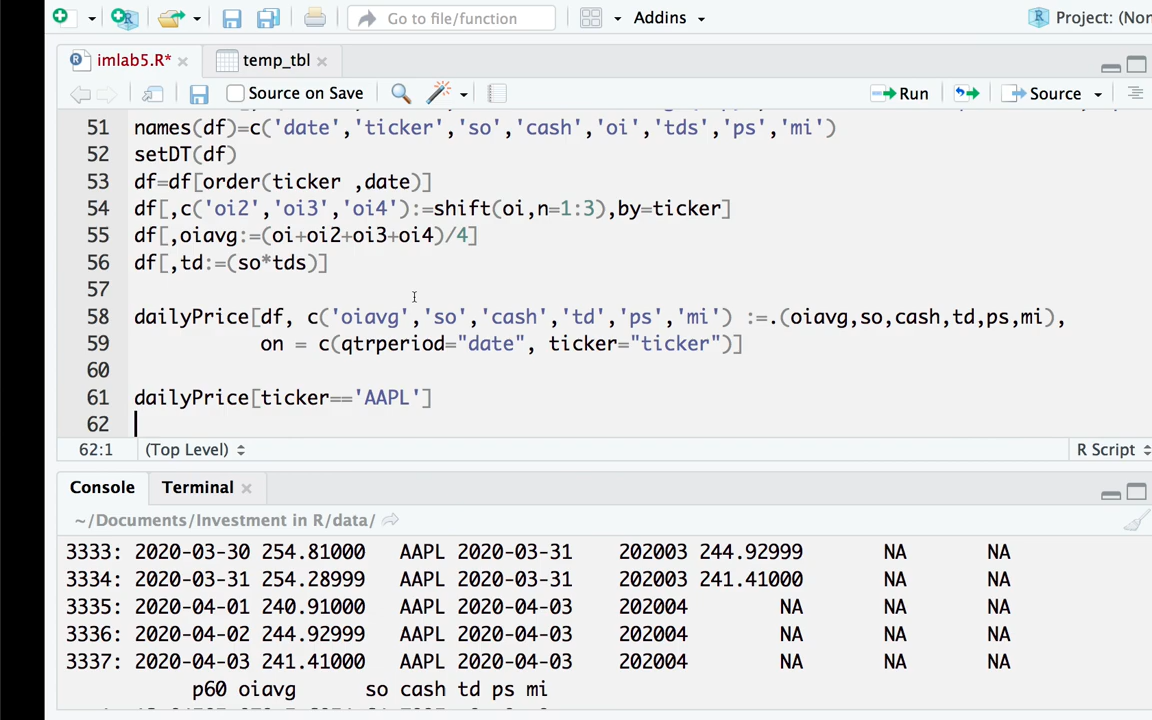 Go to file/function
Addins
Project: (Nor
imlab5.R*
temp_tbl
Source on Save
Run
Source
51 names(df)=c('date','ticker','so','cash','oi','tds','ps','mi')
52 setDT(df)
53 df=df[order(ticker ,date)]
54 df[,c('oi2','oi3','oi4'):=shift(oi,n=1:3),by=ticker]
55 df[,oiavg:=(oi+oi2+oi3+oi4)/4]
56 df[,td:=(so*tds)]
57
58 dailyPrice[df, c('oiavg','so','cash','td','ps','mi') :=.(oiavg,so,cash,td,ps,mi),
59 on = c(qtrperiod="date", ticker="ticker")]
60
61 dailyPrice[ticker=='AAPL']
62
62:1 (Top Level) R Script
Console Terminal
~/Documents/Investment in R/data/
3333: 2020-03-30 254.81000 AAPL 2020-03-31 202003 244.92999 NA NA
3334: 2020-03-31 254.28999 AAPL 2020-03-31 202003 241.41000 NA NA
3335: 2020-04-01 240.91000 AAPL 2020-04-03 202004 NA NA NA
3336: 2020-04-02 244.92999 AAPL 2020-04-03 202004 NA NA NA
3337: 2020-04-03 241.41000 AAPL 2020-04-03 202004 NA NA NA
p60 oiavg so cash td ps mi